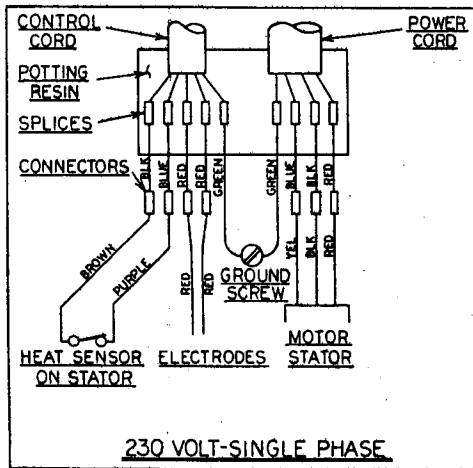 CONTROL
CORD
POWER
CORD
POTTING
RESIN
SPLICES
CONNECTORS
BLK
BLUE
RED
RED
GREEN
GREEN
BLUE
BLK
RED
BROWN
PURPLE
RED
RED
YEL
BLK
RED
GROUND
SCREW
HEAT SENSOR
ON STATOR
ELECTRODES
MOTOR
STATOR
230 VOLT-SINGLE PHASE